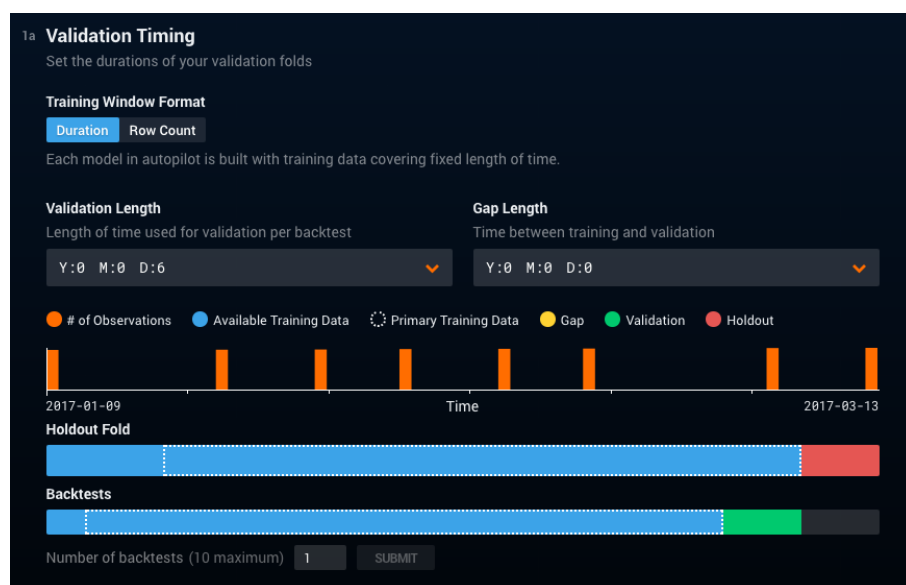 1a Validation Timing
Set the durations of your validation folds
Training Window Format
Duration Row Count
Each model in autopilot is built with training data covering fixed length of time.
Validation Length
Length of time used for validation per backtest
Y:0 M:0 D:6
Gap Length
Time between training and validation
Y:0 M:0 D:0
# of Observations Available Training Data Primary Training Data Gap Validation Holdout
2017-01-09 Time 2017-03-13
Holdout Fold
Backtests
Number of backtests (10 maximum) 1 SUBMIT